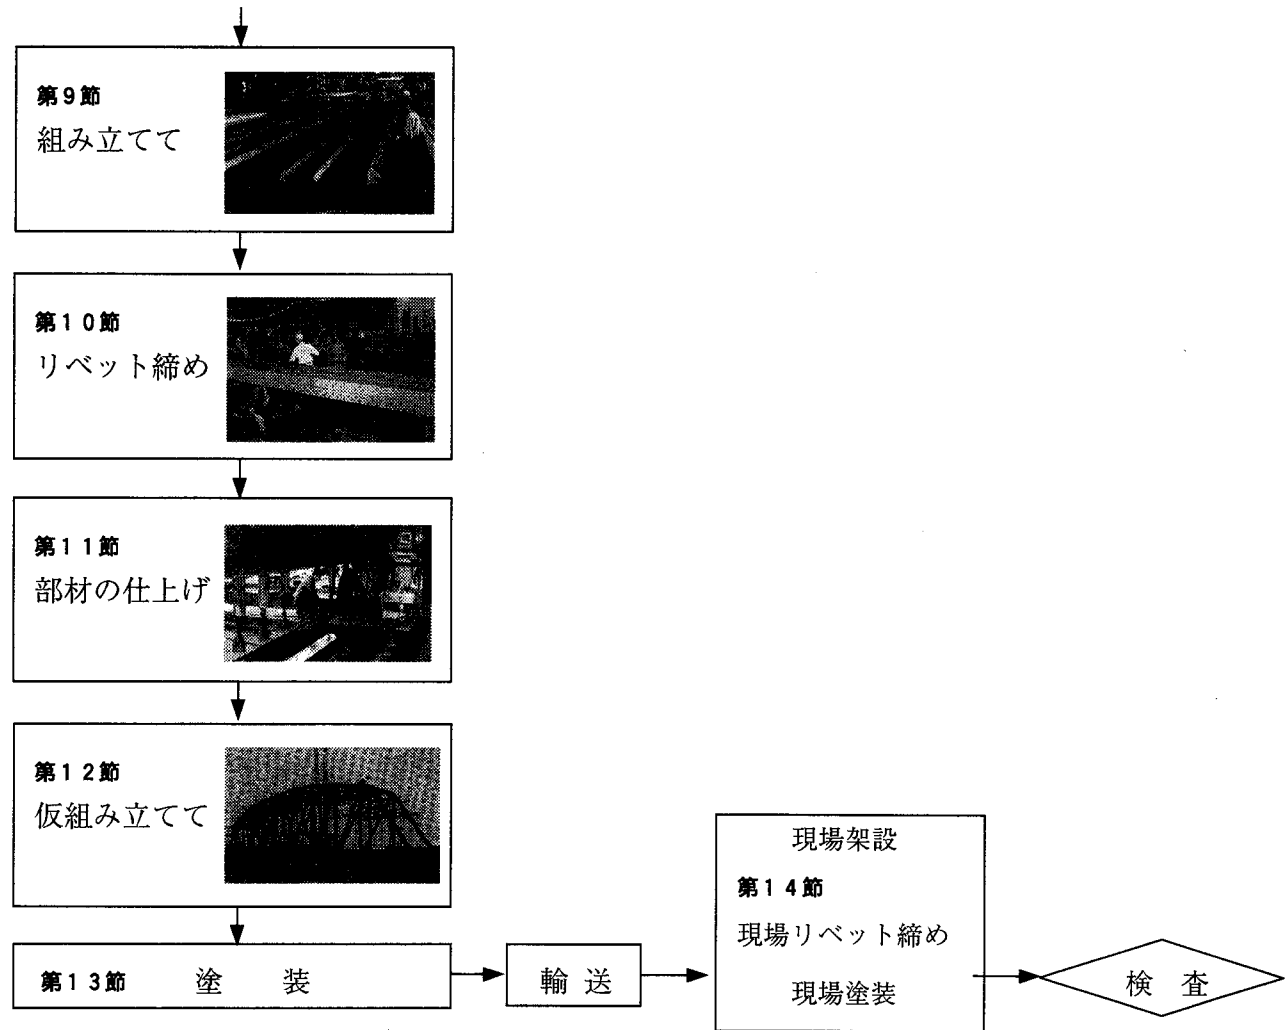 第9節
組み立てて
第10節
リベット締め
第11節
部材の仕上げ
第12節
仮組み立てて
第13節 塗 装
輸 送
現場架設
第14節
現場リベット締め
現場塗装
検 査